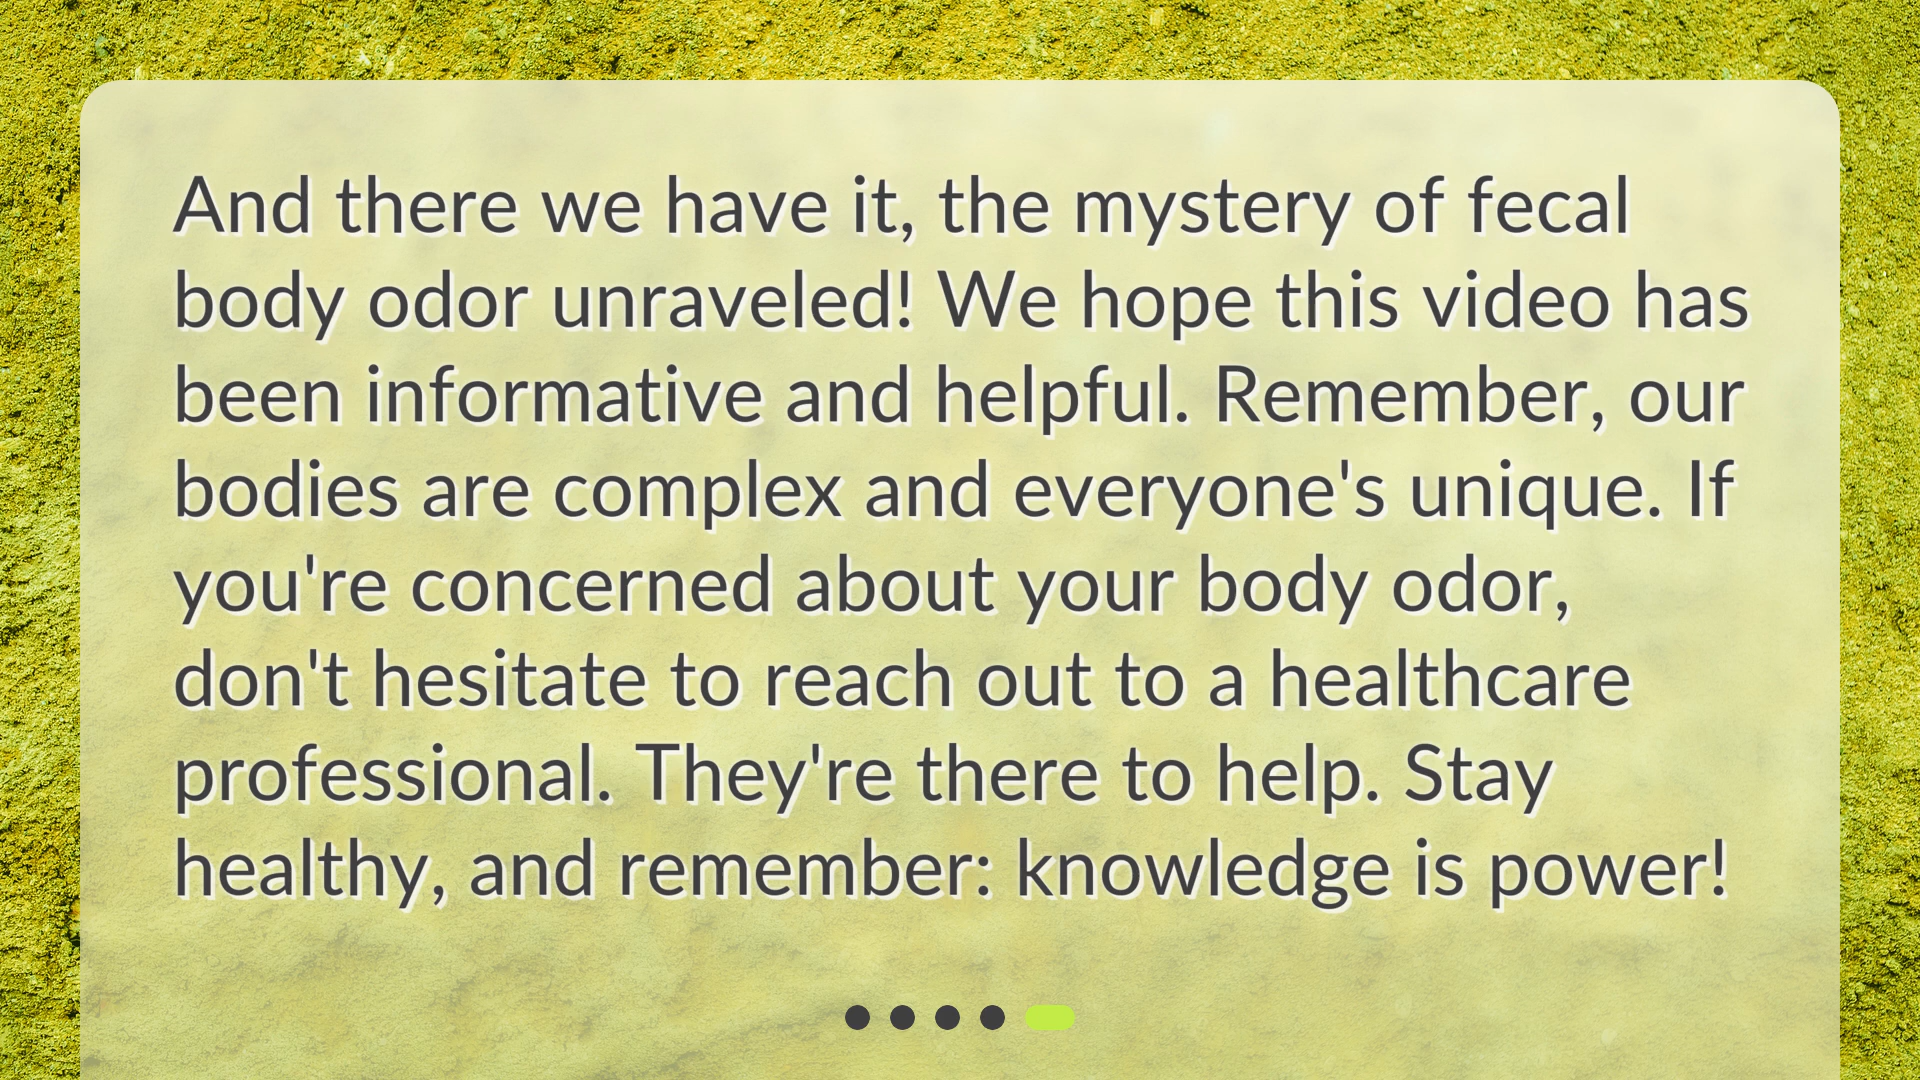 And there we have it, the mystery of fecal
body odor unraveled! We hope this video has
been informative and helpful. Remember, our
bodies are complex and everyone's unique. If
you're concerned about your body odor,
don't hesitate to reach out to a healthcare
professional. They're there to help. Stay
healthy, and remember: knowledge is power!